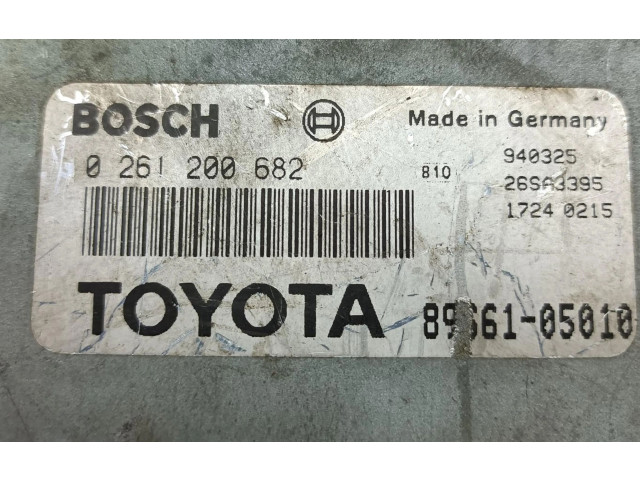 BOSCH Made in Germany
0 261 200 682 810 940325
26SA3395
1724 0215
TOYOTA 89661-05010